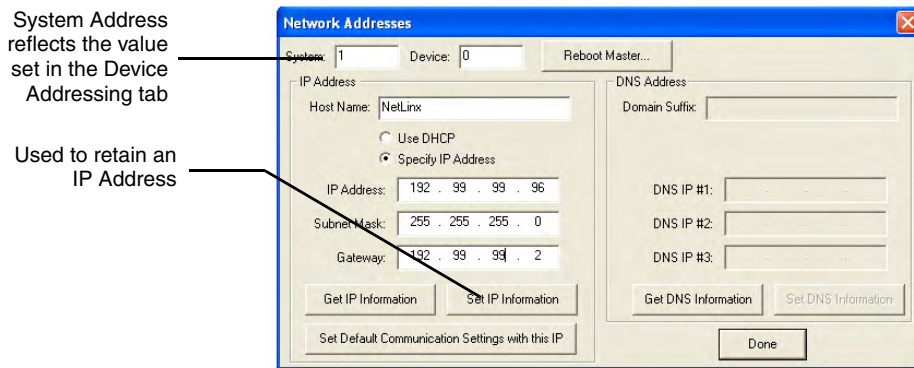 System Address
reflects the value
set in the Device
Addressing tab
Used to retain an
IP Address
Network Addresses
System: 1 Device: 0 Reboot Master...
IP Address
Host Name: NetLinx
Use DHCP
Specify IP Address
IP Address: 192 . 99 . 99 . 96
Subnet Mask: 255 . 255 . 255 . 0
Gateway: 192 . 99 . 99 . 2
Get IP Information Set IP Information
Set Default Communication Settings with this IP
DNS Address
Domain Suffix:
DNS IP #1: . . .
DNS IP #2: . . .
DNS IP #3: . . .
Get DNS Information Set DNS Information
Done